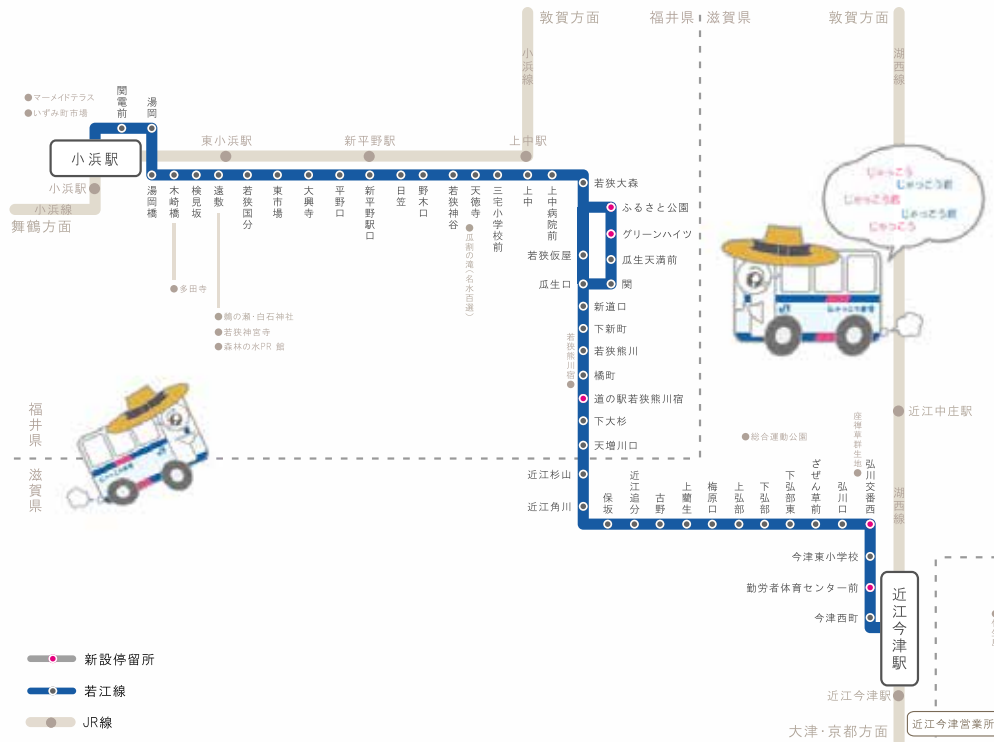 敦賀方面
福井県
滋賀県
敦賀方面
小浜線
湖西線
関電前
湯岡
マーメイドテラス
いずみ町市場
小浜駅
東小浜駅
新平野駅
上中駅
小浜駅
小浜線
舞鶴方面
湯岡橋
木崎橋
検見坂
遠敷
若狭国分
東市場
大興寺
平野口
新平野駅口
日笠
野木口
若狭神谷
天徳寺
三宅小学校前
上中
上中病院前
瓜割の滝(名水百選)
多田寺
鵜の瀬・白石神社
若狭神宮寺
森林の水PR 館
若狭大森
ふるさと公園
グリーンハイツ
若狭仮屋
瓜生天満前
瓜生口
関
新道口
下新町
若狭熊川宿
若狭熊川
橘町
道の駅若狭熊川宿
下大杉
天増川口
福井県
滋賀県
近江杉山
近江角川
保坂
近江追分
古野
上蘭生
梅原口
上弘部
下弘部
下弘部東
ざぜん草前
弘川口
弘川交番西
座禅草群生地
総合運動公園
近江中庄駅
湖西線
今津東小学校
勤労者体育センター前
今津西町
近江今津駅
近江今津駅
大津・京都方面
近江今津営業所
じゃっこう
じゃっこう君
じゃっこう君
じゃっこう君
じゃっこう
JR
新設停留所
若江線
JR線